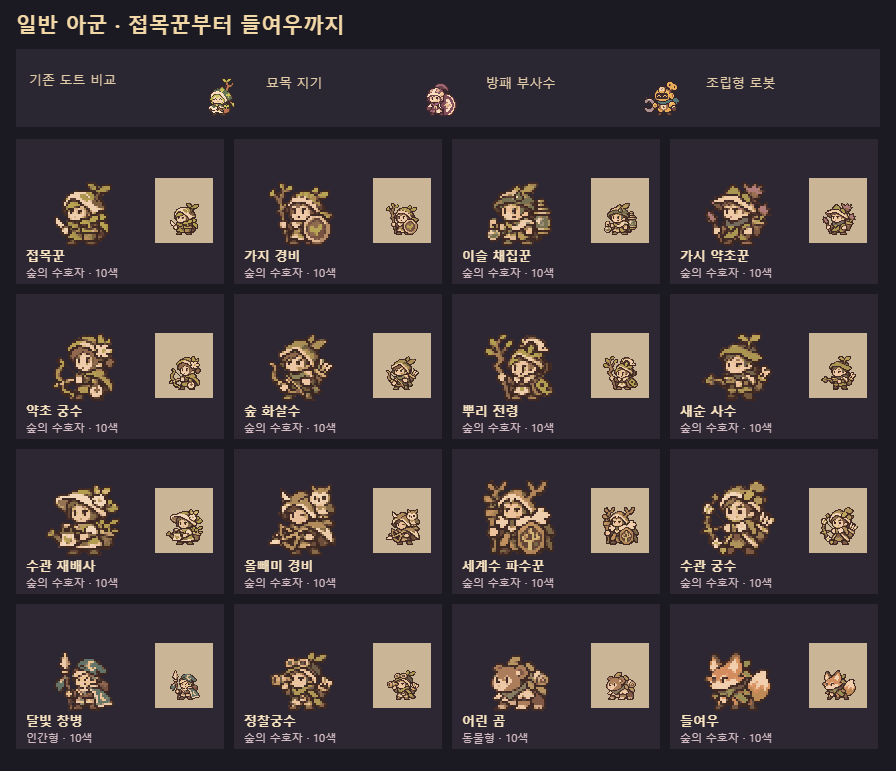 일반 아군 · 접목꾼부터 들여우까지
기존 도트 비교
묘목 지기
방패 부사수
조립형 로봇
접목꾼
숲의 수호자 · 10색
가지 경비
숲의 수호자 · 10색
이슬 채집꾼
숲의 수호자 · 10색
가시 약초꾼
숲의 수호자 · 10색
약초 궁수
숲의 수호자 · 10색
숲 화살수
숲의 수호자 · 10색
뿌리 전령
숲의 수호자 · 10색
새순 사수
숲의 수호자 · 10색
수관 재배사
숲의 수호자 · 10색
올빼미 경비
숲의 수호자 · 10색
세계수 파수꾼
숲의 수호자 · 10색
수관 궁수
숲의 수호자 · 10색
달빛 창병
인간형 · 10색
정찰궁수
숲의 수호자 · 10색
어린 곰
동물형 · 10색
들여우
숲의 수호자 · 10색